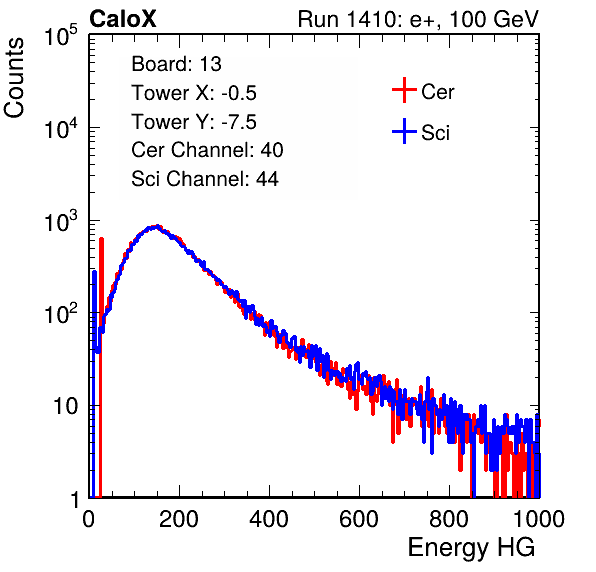 CaloX Run 1410: e+, 100 GeV
Counts
10^5
10^4
10^3
10^2
10
1
Board: 13
Tower X: -0.5
Tower Y: -7.5
Cer Channel: 40
Sci Channel: 44
Cer
Sci
0 200 400 600 800 1000
Energy HG